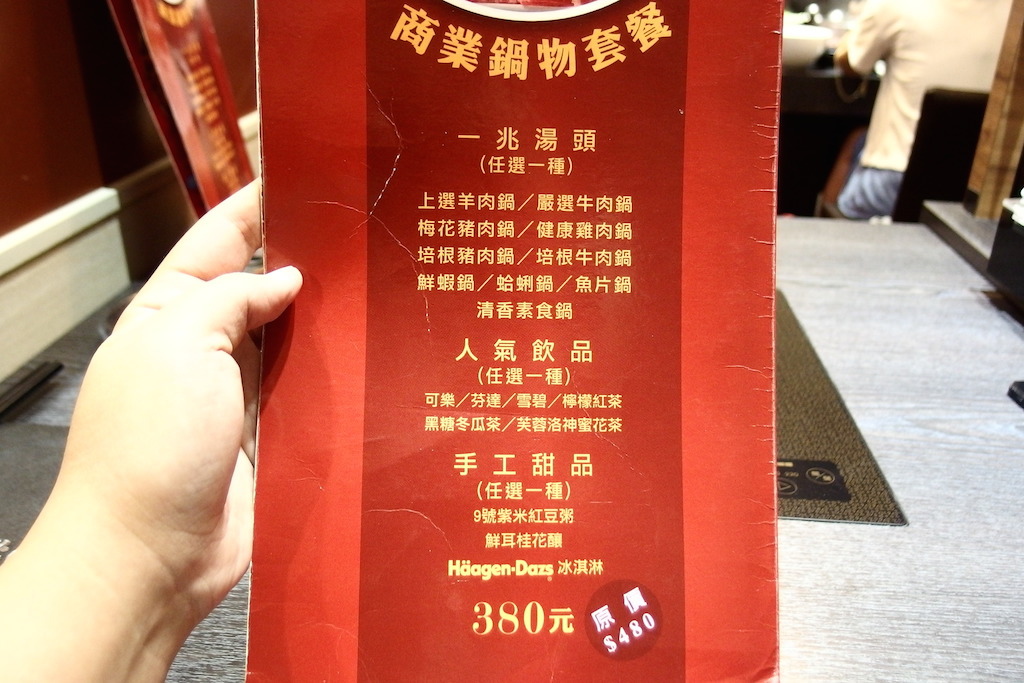 商業鍋物套餐
一兆湯頭
（任選一種）
上選羊肉鍋／嚴選牛肉鍋
梅花豬肉鍋／健康雞肉鍋
培根豬肉鍋／培根牛肉鍋
鮮蝦鍋／蛤蜊鍋／魚片鍋
清香素食鍋
人氣飲品
（任選一種）
可樂／芬達／雪碧／檸檬紅茶
黑糖冬瓜茶／芙蓉洛神蜜花茶
手工甜品
（任選一種）
9號紫米紅豆粥
鮮耳桂花釀
Häagen-Dazs 冰淇淋
380元
原價
$480